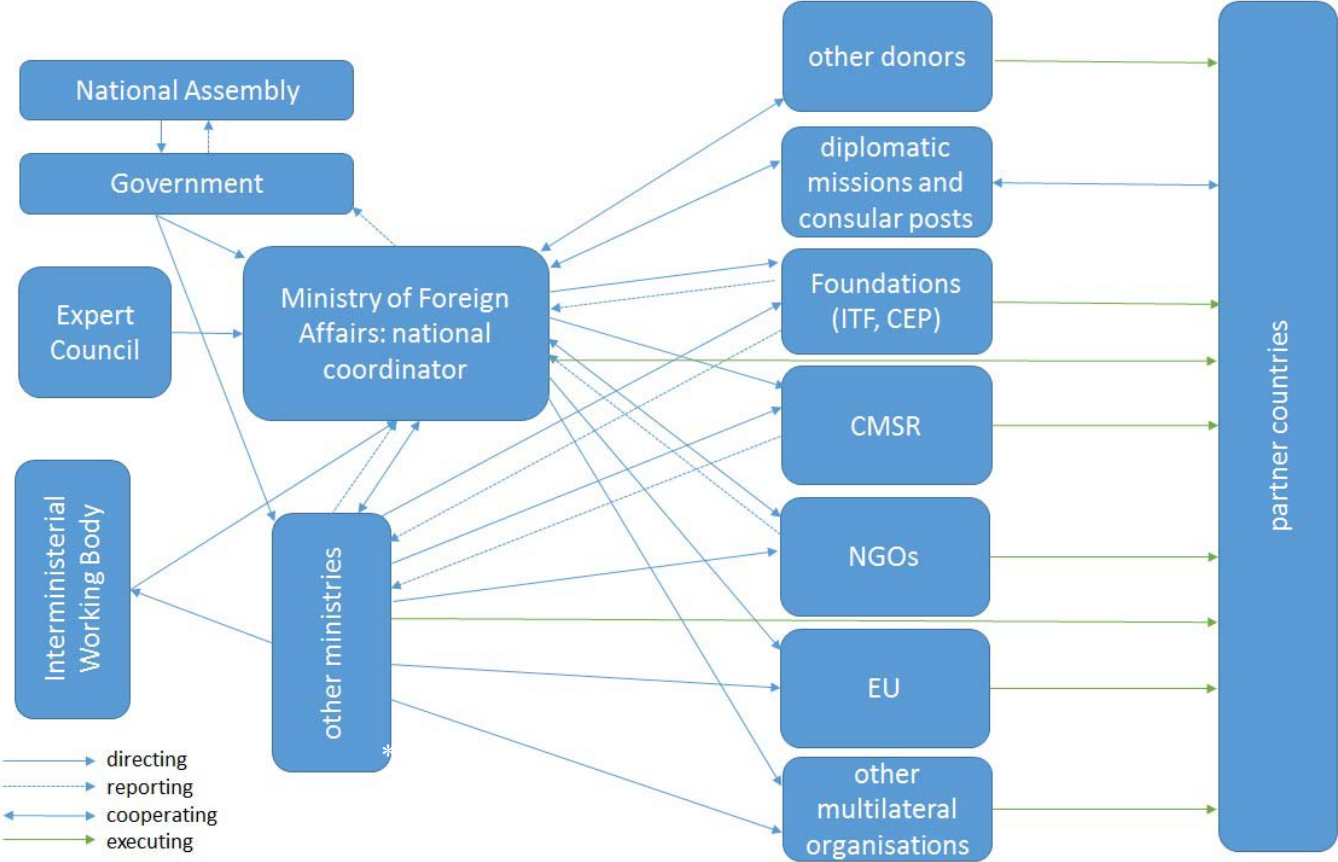 National Assembly
Government
Expert
Council
Ministry of Foreign
Affairs: national
coordinator
Interministerial
Working Body
other ministries
*
other donors
diplomatic
missions and
consular posts
Foundations
(ITF, CEP)
CMSR
NGOs
EU
other
multilateral
organisations
partner countries
directing
reporting
cooperating
executing